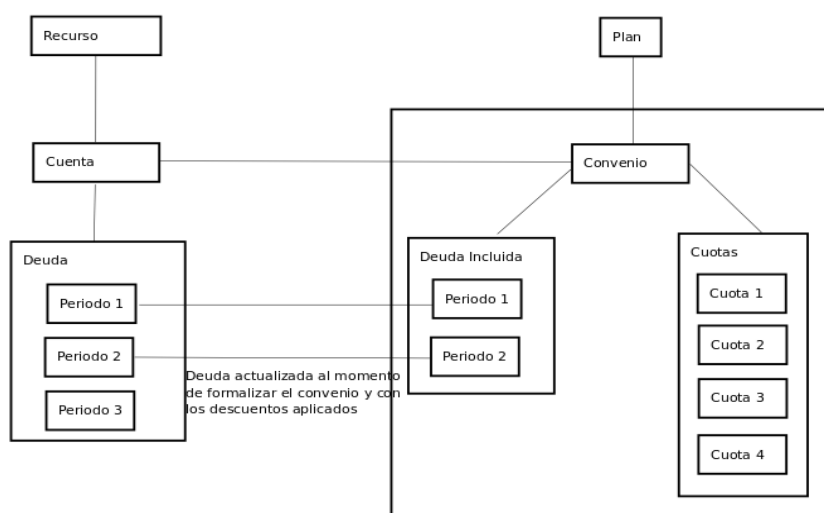 Recurso
Plan
Cuenta
Convenio
Deuda
Periodo 1
Periodo 2
Periodo 3
Deuda actualizada al momento
de formalizar el convenio y con
los descuentos aplicados
Deuda Incluida
Periodo 1
Periodo 2
Cuotas
Cuota 1
Cuota 2
Cuota 3
Cuota 4